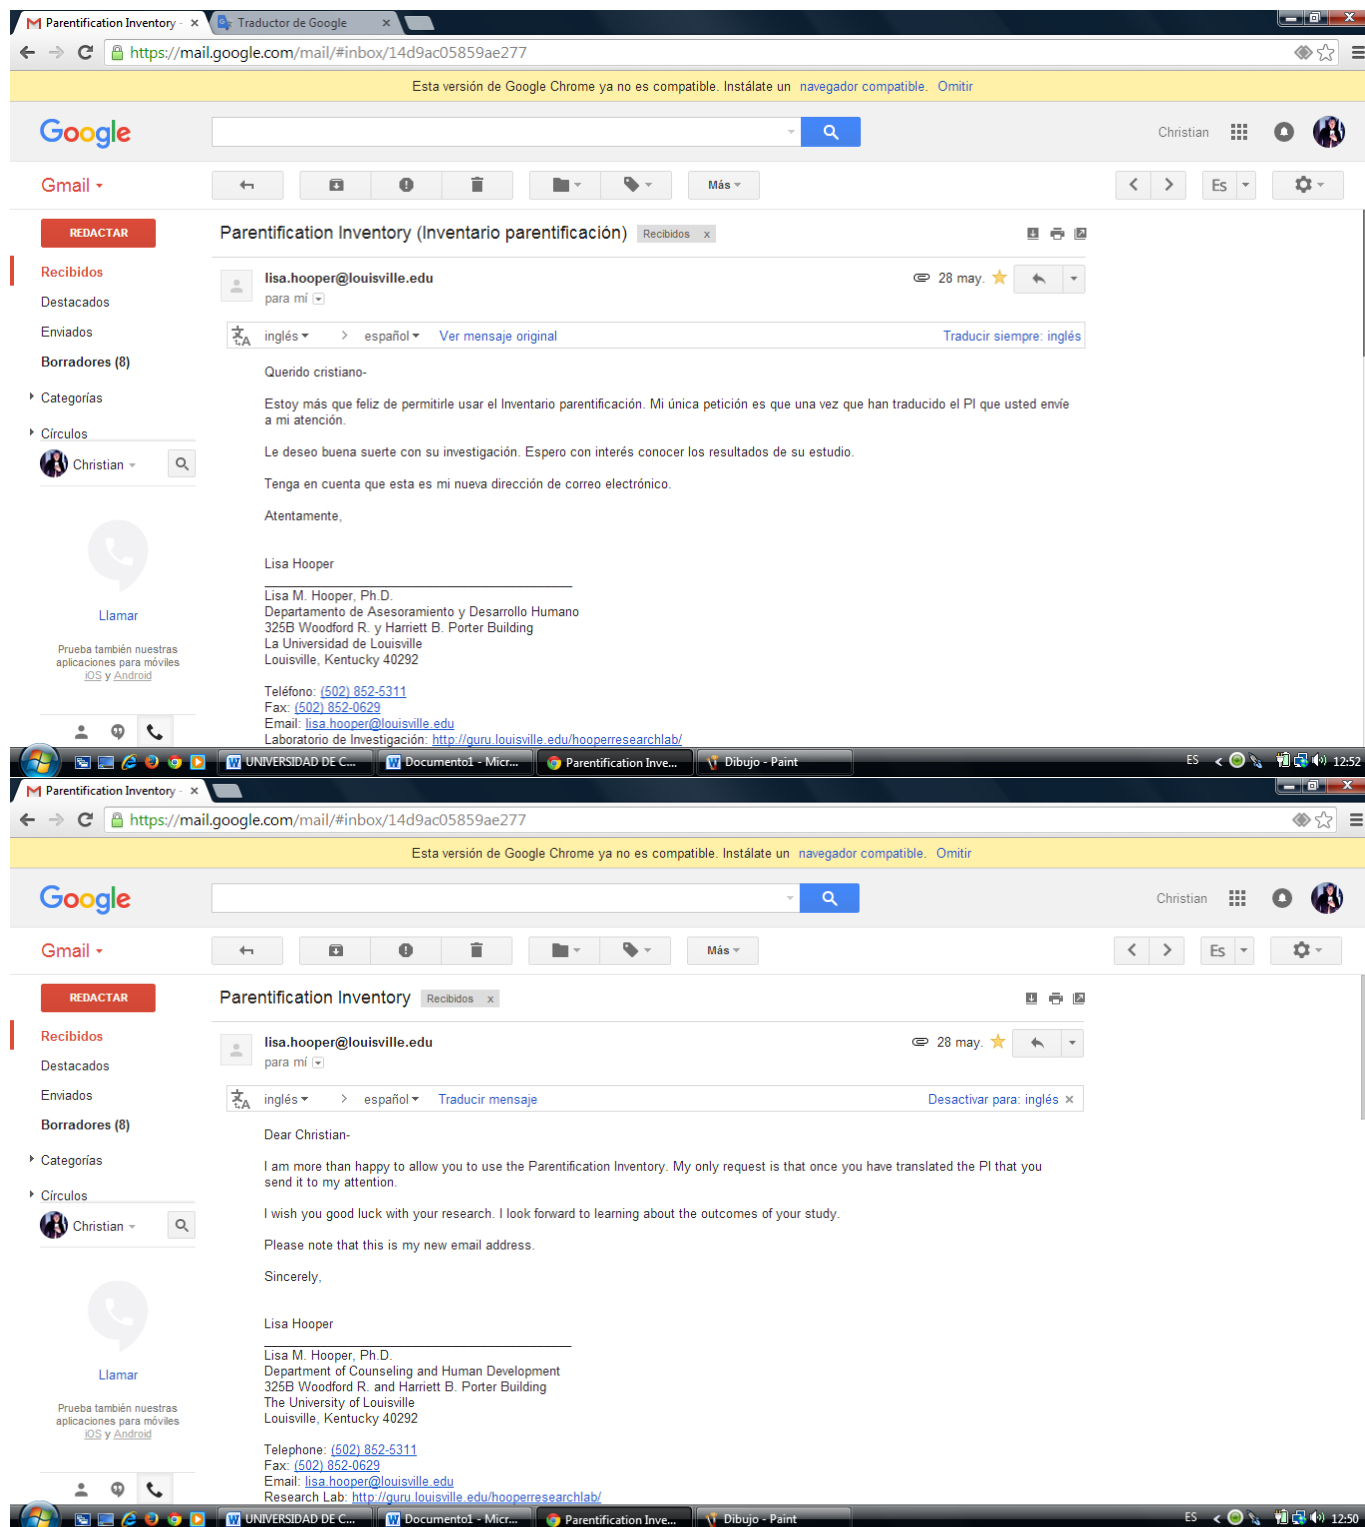 Parentification Inventory - x
Traductor de Google x
https://mail.google.com/mail/#inbox/14d9ac05859ae277
Esta versión de Google Chrome ya no es compatible. Instálate un navegador compatible. Omitir
Google
Christian
Gmail
Más
Es
REDACTAR
Parentification Inventory (Inventario parentificación) Recibidos x
Recibidos
Destacados
Enviados
Borradores (8)
Categorías
Círculos
Christian
Llamar
Prueba también nuestras
aplicaciones para móviles
iOS y Android
lisa.hooper@louisville.edu
28 may.
para mí
inglés > español Ver mensaje original Traducir siempre: inglés
Querido cristiano-
Estoy más que feliz de permitirle usar el Inventario parentificación. Mi única petición es que una vez que han traducido el PI que usted envíe
a mi atención.
Le deseo buena suerte con su investigación. Espero con interés conocer los resultados de su estudio.
Tenga en cuenta que esta es mi nueva dirección de correo electrónico.
Atentamente,
Lisa Hooper
Lisa M. Hooper, Ph.D.
Departamento de Asesoramiento y Desarrollo Humano
325B Woodford R. y Harriett B. Porter Building
La Universidad de Louisville
Louisville, Kentucky 40292
Teléfono: (502) 852-5311
Fax: (502) 852-0629
Email: lisa.hooper@louisville.edu
Laboratorio de Investigación: http://guru.louisville.edu/hooperresearchlab/
UNIVERSIDAD DE C... Documento1 - Micr... Parentification Inve... Dibujo - Paint ES 12:52
Parentification Inventory - x
https://mail.google.com/mail/#inbox/14d9ac05859ae277
Esta versión de Google Chrome ya no es compatible. Instálate un navegador compatible. Omitir
Google
Christian
Gmail
Más
Es
REDACTAR
Parentification Inventory Recibidos x
Recibidos
Destacados
Enviados
Borradores (8)
Categorías
Círculos
Christian
Llamar
Prueba también nuestras
aplicaciones para móviles
iOS y Android
lisa.hooper@louisville.edu
28 may.
para mí
inglés > español Traducir mensaje Desactivar para: inglés x
Dear Christian-
I am more than happy to allow you to use the Parentification Inventory. My only request is that once you have translated the PI that you
send it to my attention.
I wish you good luck with your research. I look forward to learning about the outcomes of your study.
Please note that this is my new email address.
Sincerely,
Lisa Hooper
Lisa M. Hooper, Ph.D.
Department of Counseling and Human Development
325B Woodford R. and Harriett B. Porter Building
The University of Louisville
Louisville, Kentucky 40292
Telephone: (502) 852-5311
Fax: (502) 852-0629
Email: lisa.hooper@louisville.edu
Research Lab: http://guru.louisville.edu/hooperresearchlab/
UNIVERSIDAD DE C... Documento1 - Micr... Parentification Inve... Dibujo - Paint ES 12:50